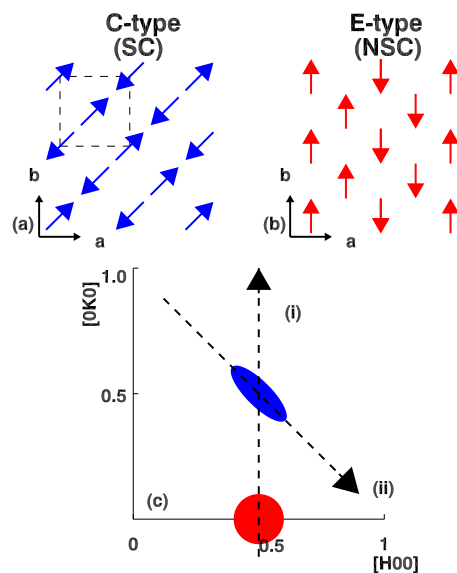 C-type
(SC)
E-type
(NSC)
b
(a)
a
b
(b)
a
[0K0]
1.0
(i)
0.5
(c)
(ii)
0
0.5
1
[H00]